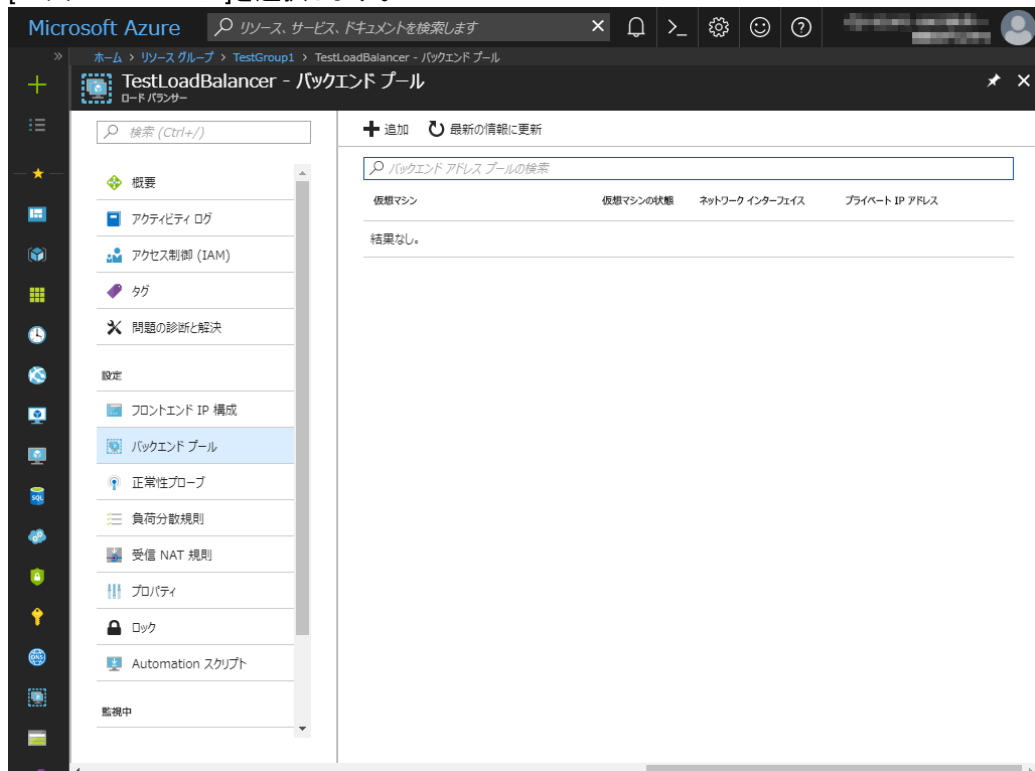 Microsoft Azure
リソース、サービス、ドキュメントを検索します
ホーム > リソース グループ > TestGroup1 > TestLoadBalancer - バックエンド プール
TestLoadBalancer - バックエンド プール
ロード バランサー
検索 (Ctrl+/)
追加 最新の情報に更新
バックエンド アドレス プールの検索
概要
アクティビティ ログ
アクセス制御 (IAM)
タグ
問題の診断と解決
設定
フロントエンド IP 構成
バックエンド プール
正常性プローブ
負荷分散規則
受信 NAT 規則
プロパティ
ロック
Automation スクリプト
監視中
仮想マシン 仮想マシンの状態 ネットワーク インターフェイス プライベート IP アドレス
結果なし。
SQL
DNS